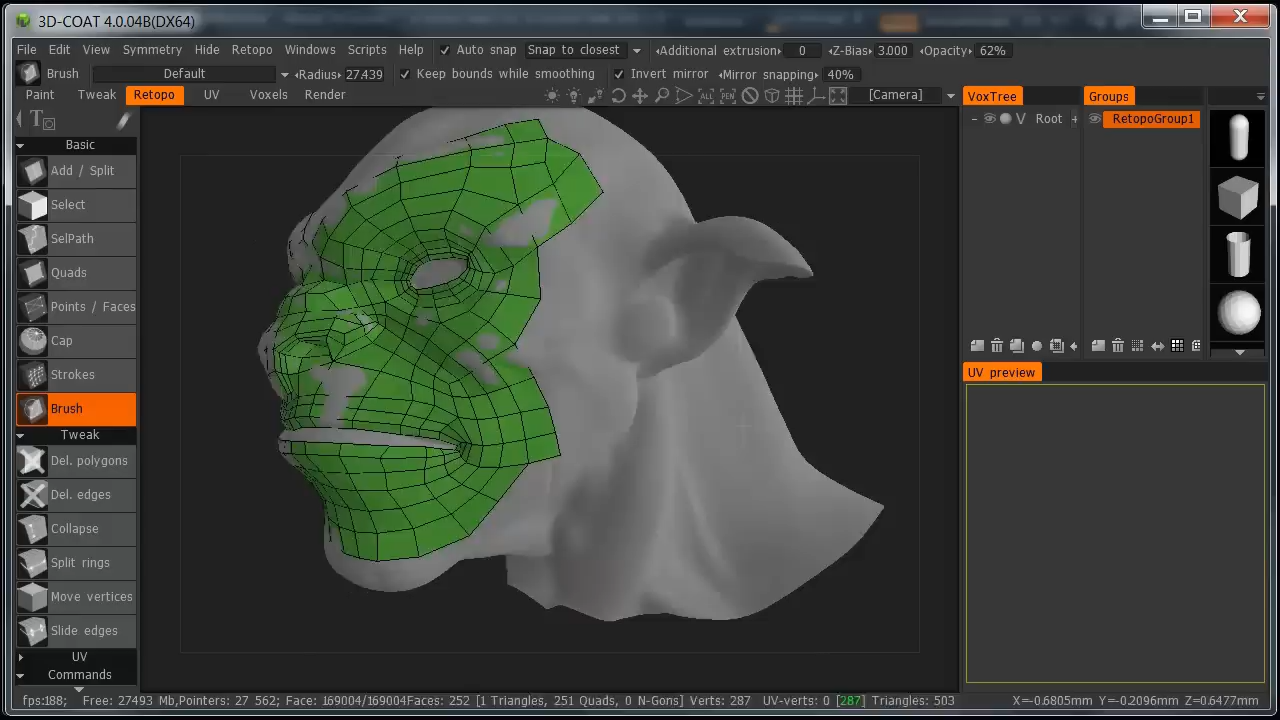 3D-COAT 4.0.04B(DX64)
File Edit View Symmetry Hide Retopo Windows Scripts Help Auto snap Snap to closest Additional extrusion 0 Z-Bias 3.000 Opacity 62%
Brush Default Radius 27.439 Keep bounds while smoothing Invert mirror Mirror snapping 40%
Paint Tweak Retopo UV Voxels Render ALL PEN [Camera] VoxTree Groups
V Root RetopoGroup1
Basic
Add / Split
Select
SelPath
Quads
Points / Faces
Cap
Strokes
Brush
Tweak
Del. polygons
Del. edges
Collapse
Split rings
Move vertices
Slide edges
UV
Commands
UV preview
fps:188; Free: 27493 Mb,Pointers: 27 562; Face: 169004/169004Faces: 252 [1 Triangles, 251 Quads, 0 N-Gons] Verts: 287 UV-verts: 0 [287] Triangles: 503 X=-0.6805mm Y=-0.2096mm Z=0.6477mm